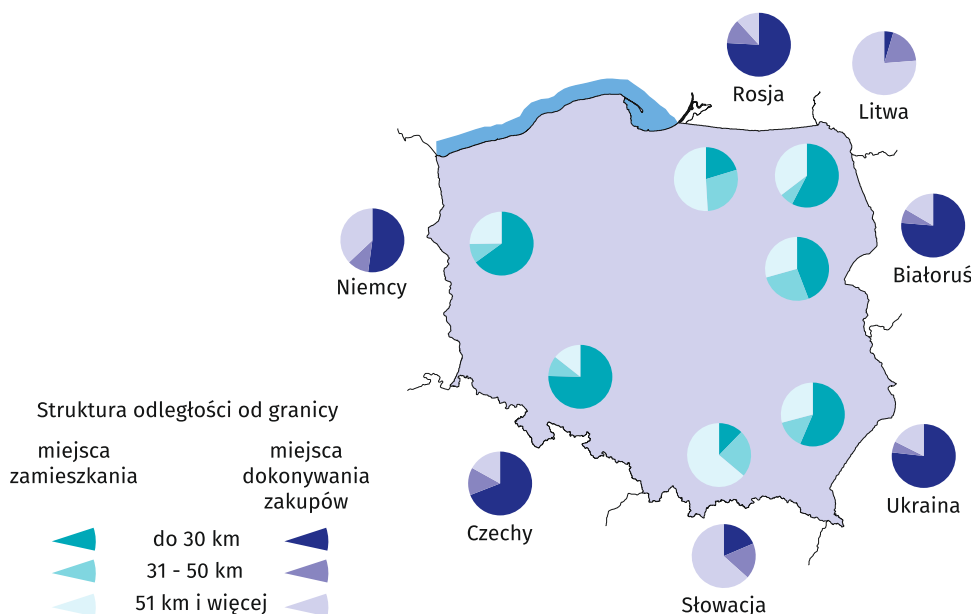 Rosja
Litwa
Białoruś
Niemcy
Struktura odległości od granicy
miejsca
zamieszkania
miejsca
dokonywania
zakupów
do 30 km
31 - 50 km
51 km i więcej
Czechy
Ukraina
Słowacja